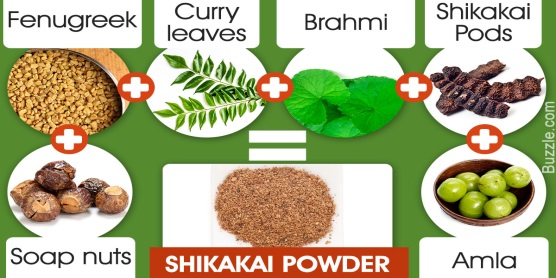 Fenugreek
Curry
leaves
Brahmi
Shikakai
Pods
Soap nuts
SHIKAKAI POWDER
Amla
Buzzle.com